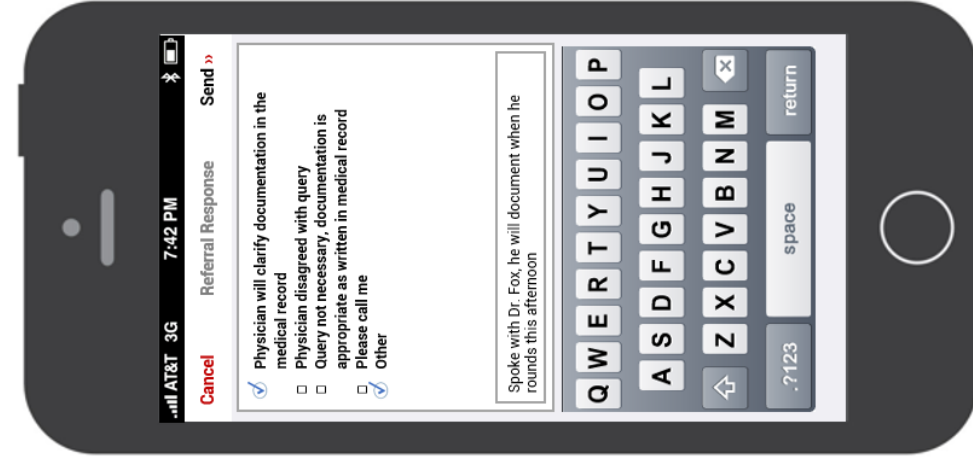 AT&T 3G 7:42 PM
Cancel Referral Response Send ››
Physician will clarify documentation in the
medical record
Physician disagreed with query
Query not necessary, documentation is
appropriate as written in medical record
Please call me
Other
Spoke with Dr. Fox, he will document when he
rounds this afternoon
Q W E R T Y U I O P
A S D F G H J K L
Z X C V B N M
.?123 space return